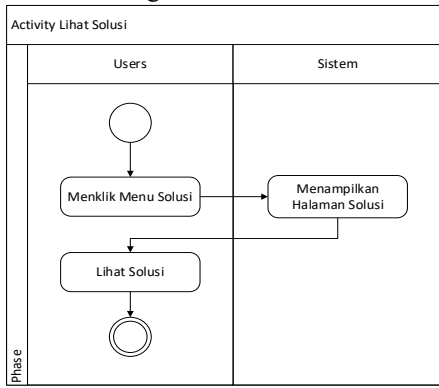 Activity Lihat Solusi
Users
Sistem
Menklik Menu Solusi
Menampilkan
Halaman Solusi
Lihat Solusi
Phase